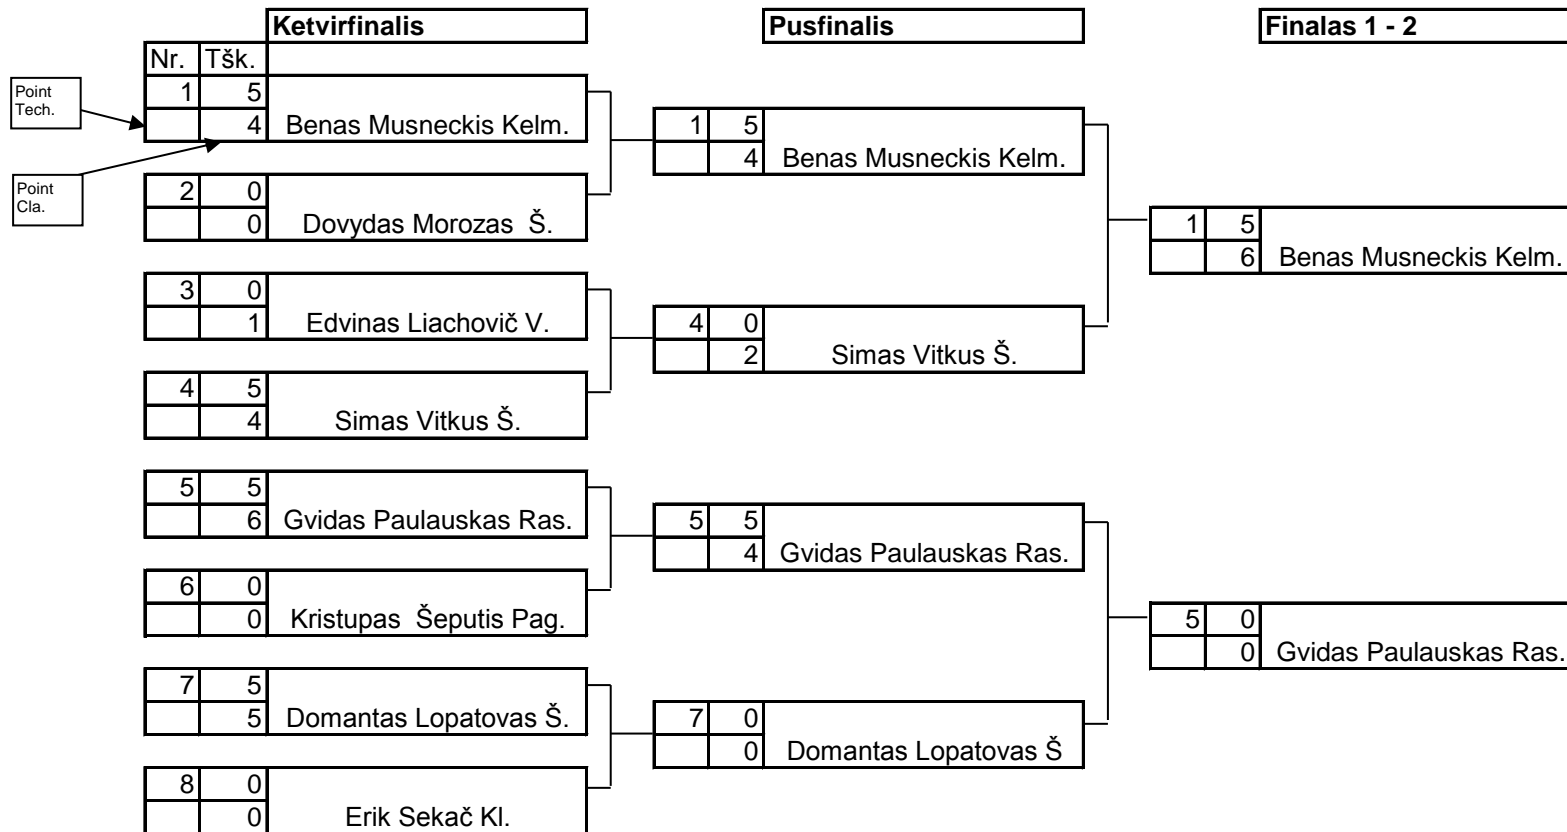 Ketvirfinalis Pusfinalis Finalas 1 - 2
Nr. Tšk.
Point
Tech.
1 5
4 Benas Musneckis Kelm.
1 5
4 Benas Musneckis Kelm.
Point
Cla.
2 0
0 Dovydas Morozas Š.
1 5
6 Benas Musneckis Kelm.
3 0
1 Edvinas Liachovič V.
4 0
2 Simas Vitkus Š.
4 5
4 Simas Vitkus Š.
5 5
6 Gvidas Paulauskas Ras.
5 5
4 Gvidas Paulauskas Ras.
6 0
0 Kristupas Šeputis Pag.
5 0
0 Gvidas Paulauskas Ras.
7 5
5 Domantas Lopatovas Š.
7 0
0 Domantas Lopatovas Š
8 0
0 Erik Sekač Kl.